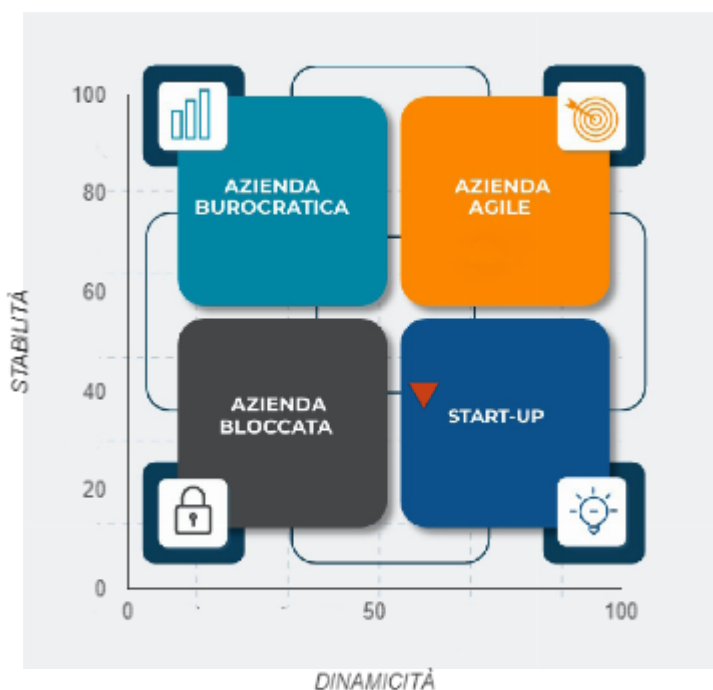 100
80
60
40
20
0
STABILITÀ
AZIENDA
BUROCRATICA
AZIENDA
AGILE
AZIENDA
BLOCCATA
START-UP
0
50
100
DINAMICITÀ